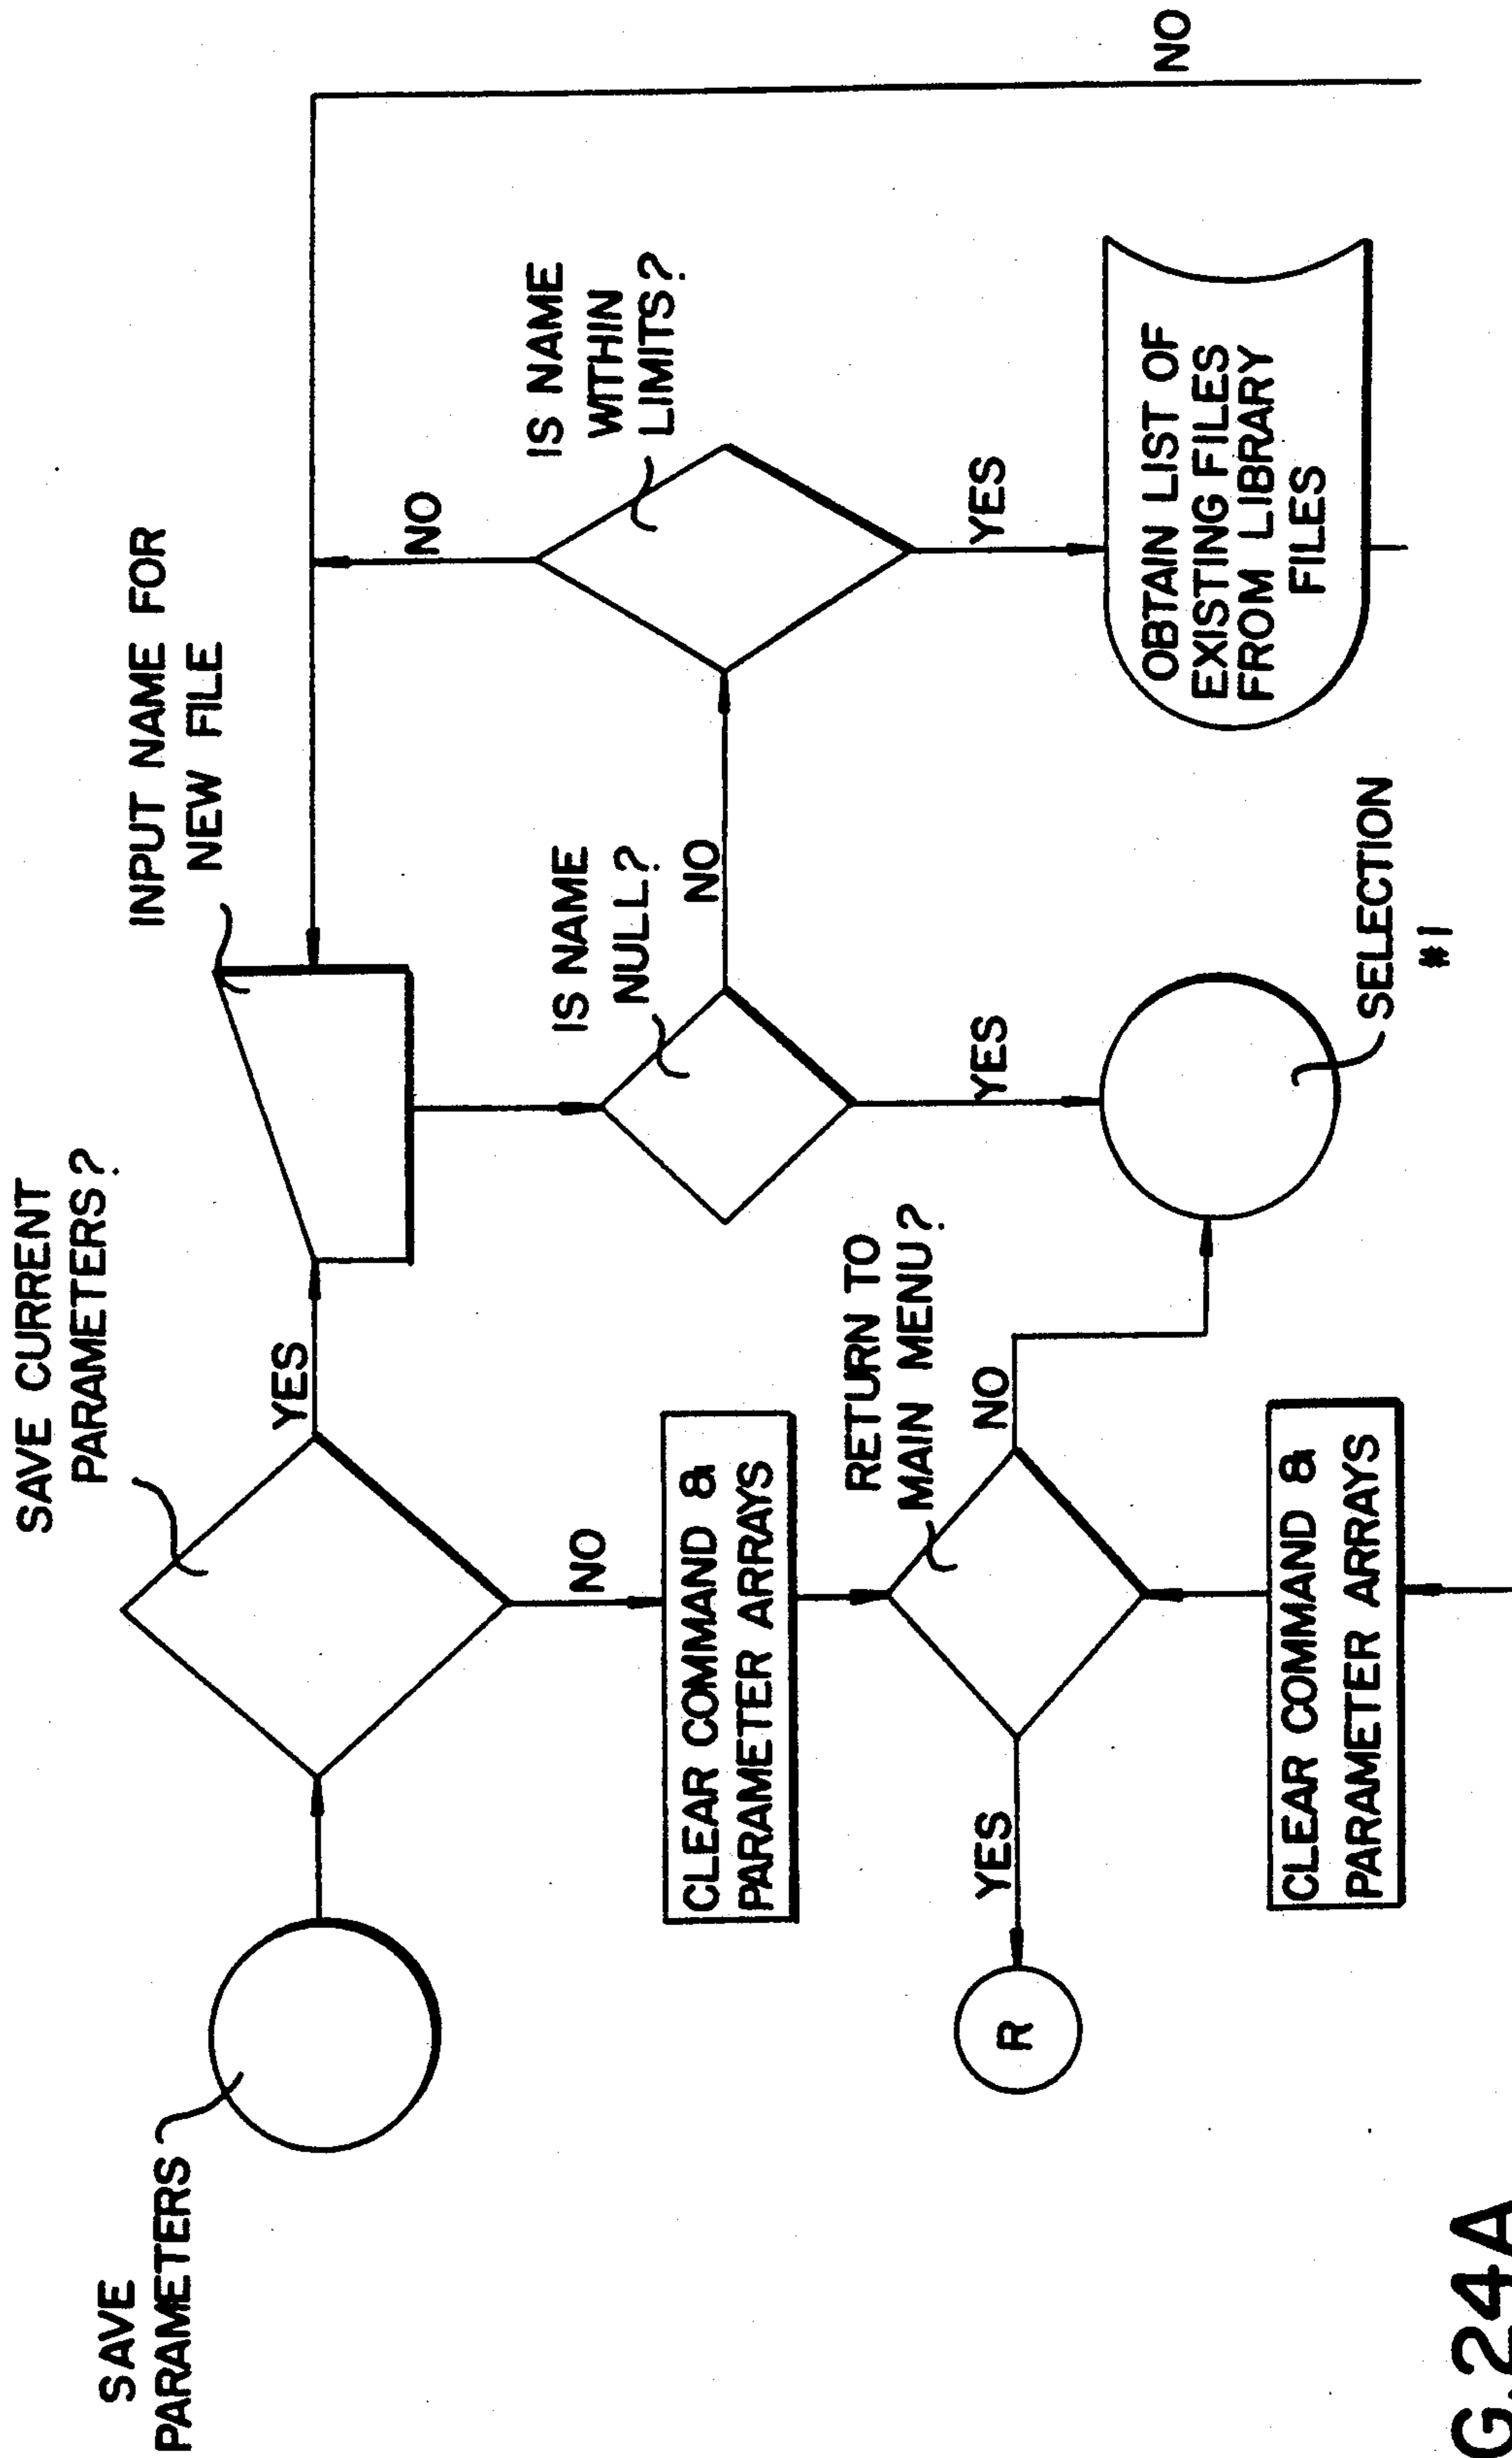 SAVE
PARAMETERS
SAVE CURRENT
PARAMETERS?
YES
INPUT NAME FOR
NEW FILE
NO
NO
IS NAME
WITHIN
LIMITS?
IS NAME
NULL?
NO
YES
YES
NO
CLEAR COMMAND &
PARAMETER ARRAYS
RETURN TO
MAIN MENU?
NO
YES
R
SELECTION
#1
OBTAIN LIST OF
EXISTING FILES
FROM LIBRARY
FILES
CLEAR COMMAND &
PARAMETER ARRAYS
G.24A